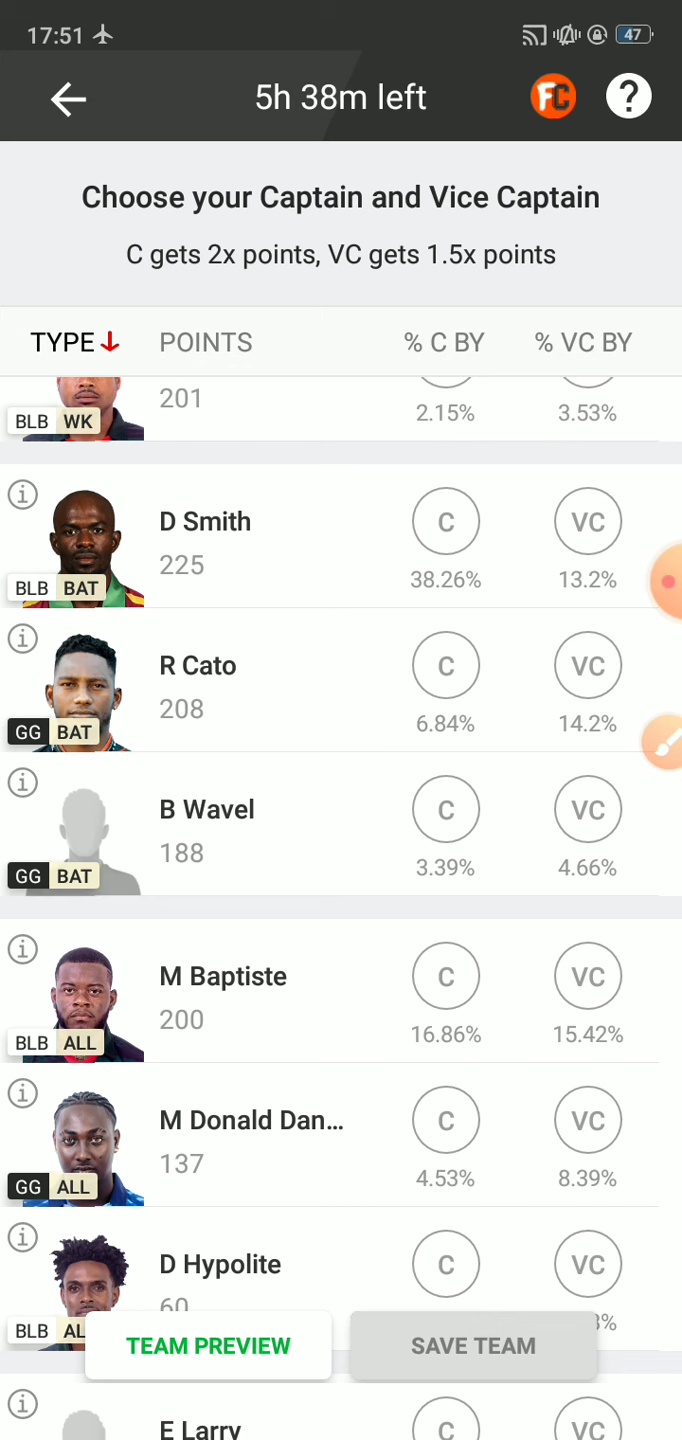 17:51 47
5h 38m left FC ?
Choose your Captain and Vice Captain
C gets 2x points, VC gets 1.5x points
TYPE POINTS % C BY % VC BY
201
BLB WK 2.15% 3.53%
i
D Smith C VC
225
BLB BAT 38.26% 13.2%
i
R Cato C VC
208
GG BAT 6.84% 14.2%
i
B Wavel C VC
188
GG BAT 3.39% 4.66%
i
M Baptiste C VC
200
BLB ALL 16.86% 15.42%
i
M Donald Dan... C VC
137
GG ALL 4.53% 8.39%
i
D Hypolite C VC
60
BLB AL 3%
TEAM PREVIEW SAVE TEAM
i
E Larry C VC